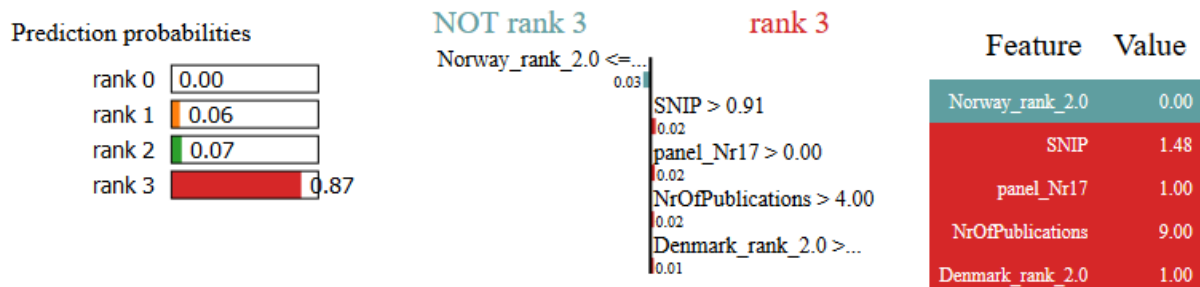 Prediction probabilities
rank 0 0.00
rank 1 0.06
rank 2 0.07
rank 3 0.87
NOT rank 3 rank 3
Norway_rank_2.0 <=...
0.03
SNIP > 0.91
0.02
panel_Nr17 > 0.00
0.02
NrOfPublications > 4.00
0.02
Denmark_rank_2.0 >...
0.01
Feature Value
Norway_rank_2.0 0.00
SNIP 1.48
panel_Nr17 1.00
NrOfPublications 9.00
Denmark_rank_2.0 1.00